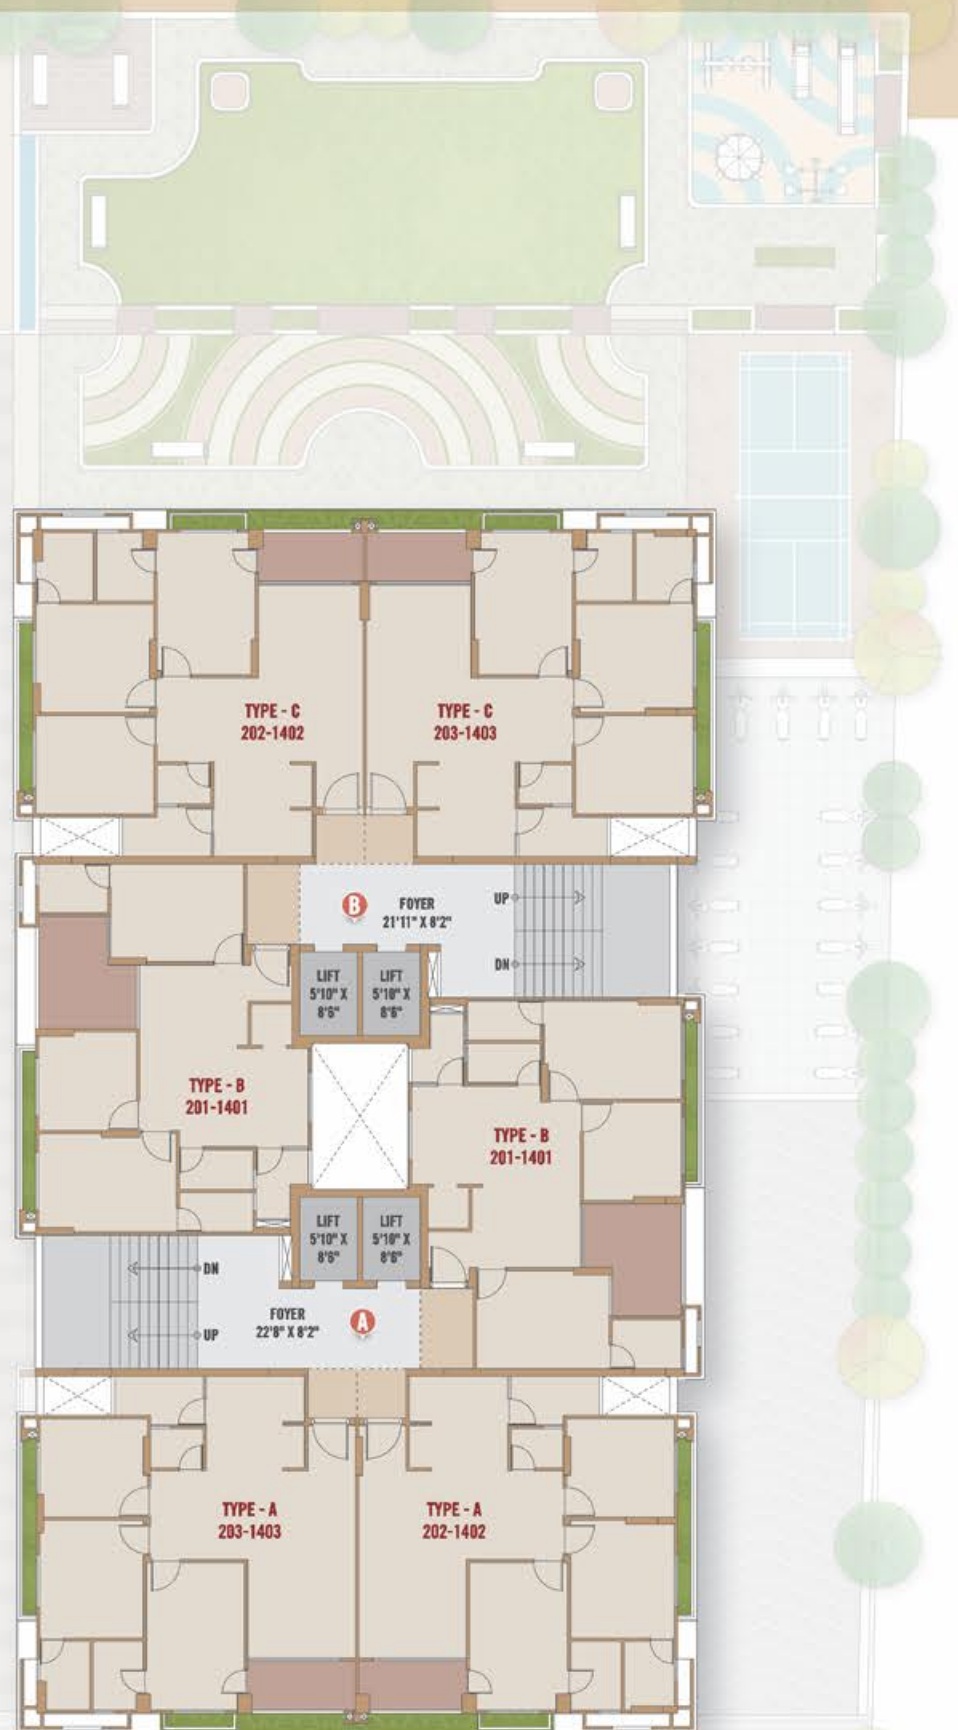 TYPE - C
202-1402
TYPE - C
203-1403
B
FOYER
21'11" X 8'2"
UP
DN
LIFT
5'10" X
8'6"
LIFT
5'10" X
8'6"
TYPE - B
201-1401
TYPE - B
201-1401
LIFT
5'10" X
8'6"
LIFT
5'10" X
8'6"
DN
UP
FOYER
22'8" X 8'2"
A
TYPE - A
203-1403
TYPE - A
202-1402